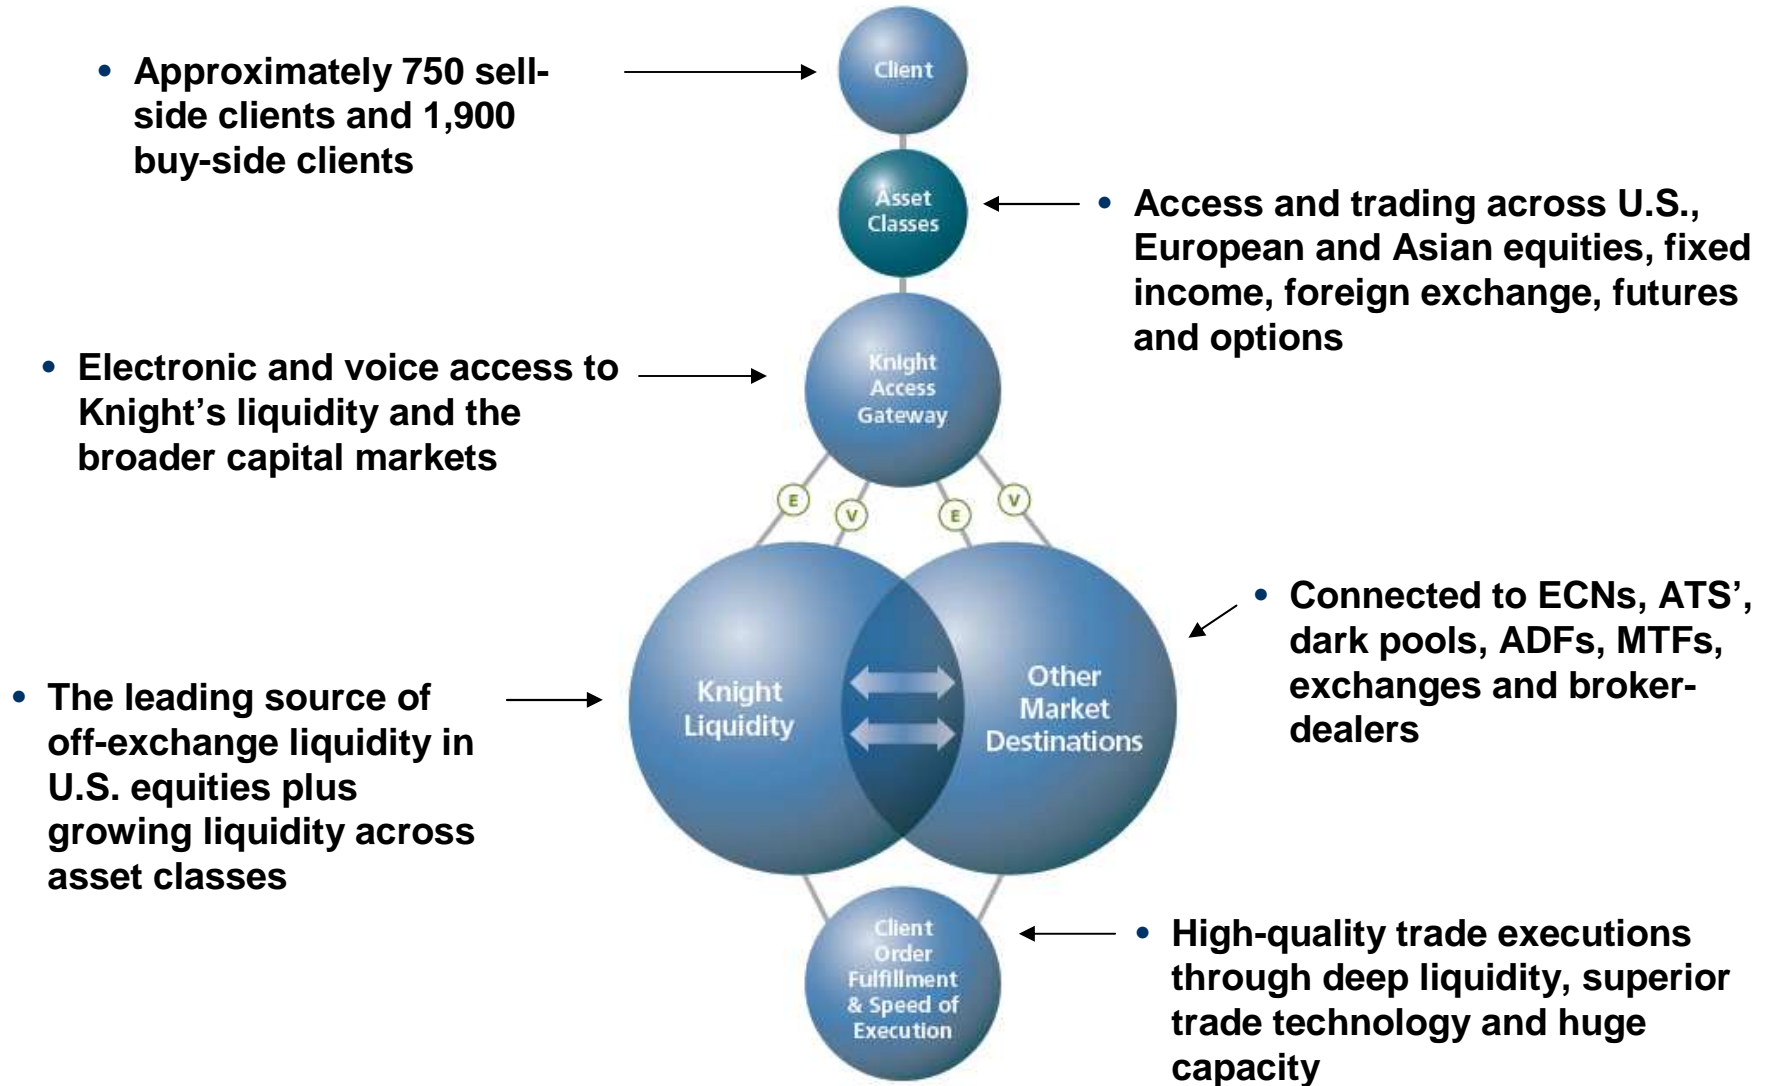 • Approximately 750 sell-
side clients and 1,900
buy-side clients
Client
Asset
Classes
• Access and trading across U.S.,
European and Asian equities, fixed
income, foreign exchange, futures
and options
• Electronic and voice access to
Knight’s liquidity and the
broader capital markets
Knight
Access
Gateway
E
V
E
V
• The leading source of
off-exchange liquidity in
U.S. equities plus
growing liquidity across
asset classes
Knight
Liquidity
Other
Market
Destinations
• Connected to ECNs, ATS’,
dark pools, ADFs, MTFs,
exchanges and broker-
dealers
Client
Order
Fulfillment
& Speed of
Execution
• High-quality trade executions
through deep liquidity, superior
trade technology and huge
capacity